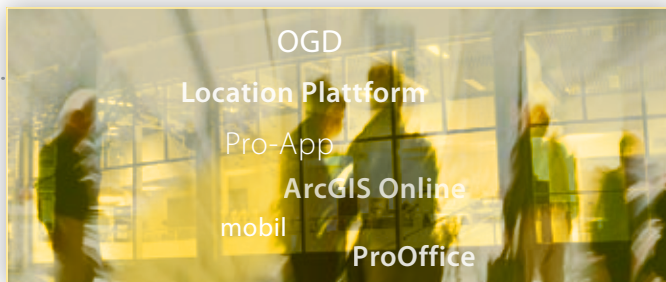 OGD
Location Plattform
Pro-App
ArcGIS Online
mobil
ProOffice